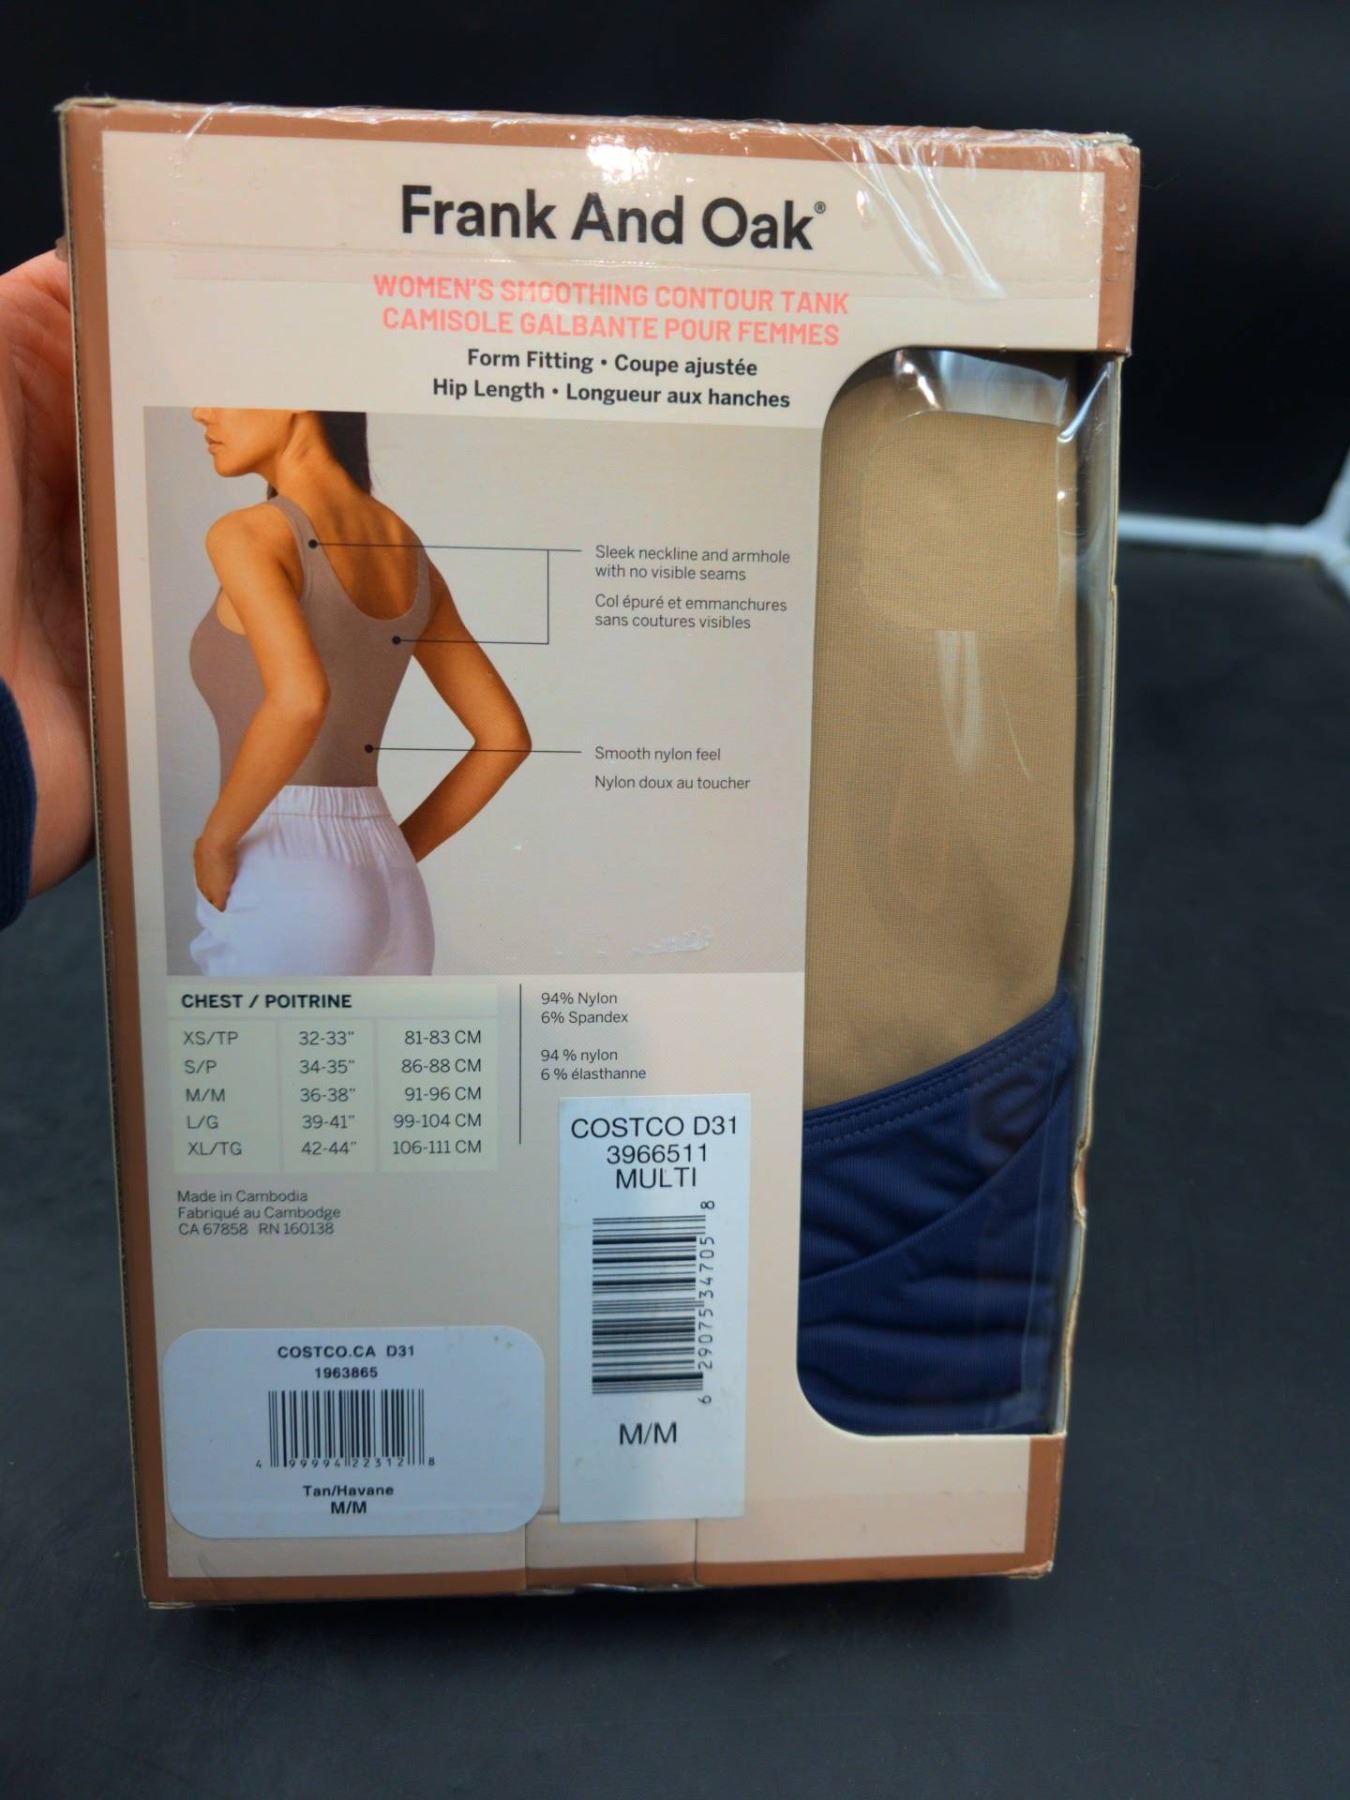 Frank And Oak®
WOMEN'S SMOOTHING CONTOUR TANK
CAMISOLE GALBANTE POUR FEMMES
Form Fitting • Coupe ajustée
Hip Length • Longueur aux hanches
Sleek neckline and armhole
with no visible seams
Col épuré et emmanchures
sans coutures visibles
Smooth nylon feel
Nylon doux au toucher
CHEST / POITRINE
XS/TP 32-33" 81-83 CM
S/P 34-35" 86-88 CM
M/M 36-38" 91-96 CM
L/G 39-41" 99-104 CM
XL/TG 42-44" 106-111 CM
94% Nylon
6% Spandex
94 % nylon
6 % élasthanne
Made in Cambodia
Fabriqué au Cambodge
CA 67858 RN 160138
COSTCO D31
3966511
MULTI
6 29075 34705 8
M/M
COSTCO.CA D31
1963865
4 99994 22312 8
Tan/Havane
M/M